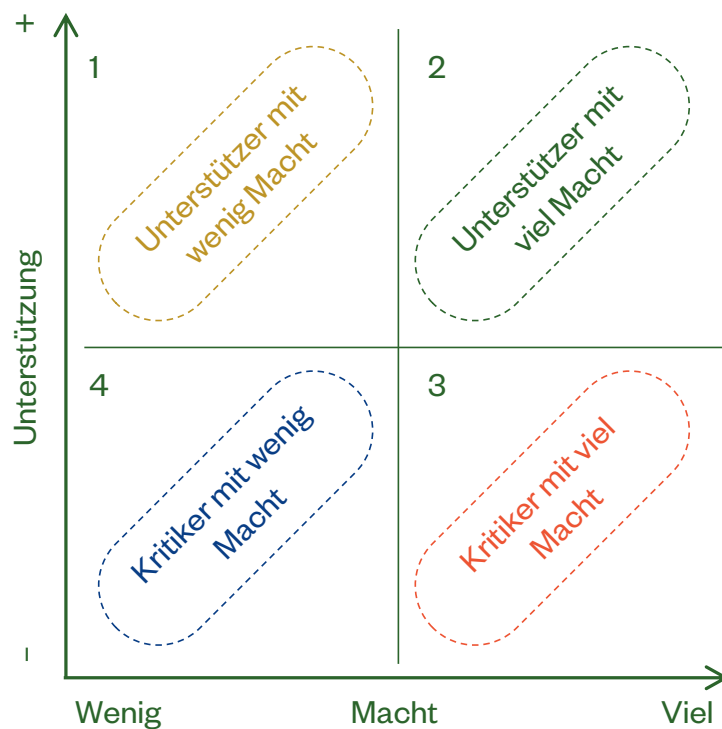 +
1
Unterstützer mit
wenig Macht
2
Unterstützer mit
viel Macht
Unterstützung
4
Kritiker mit wenig
Macht
3
Kritiker mit viel
Macht
-
Wenig
Macht
Viel